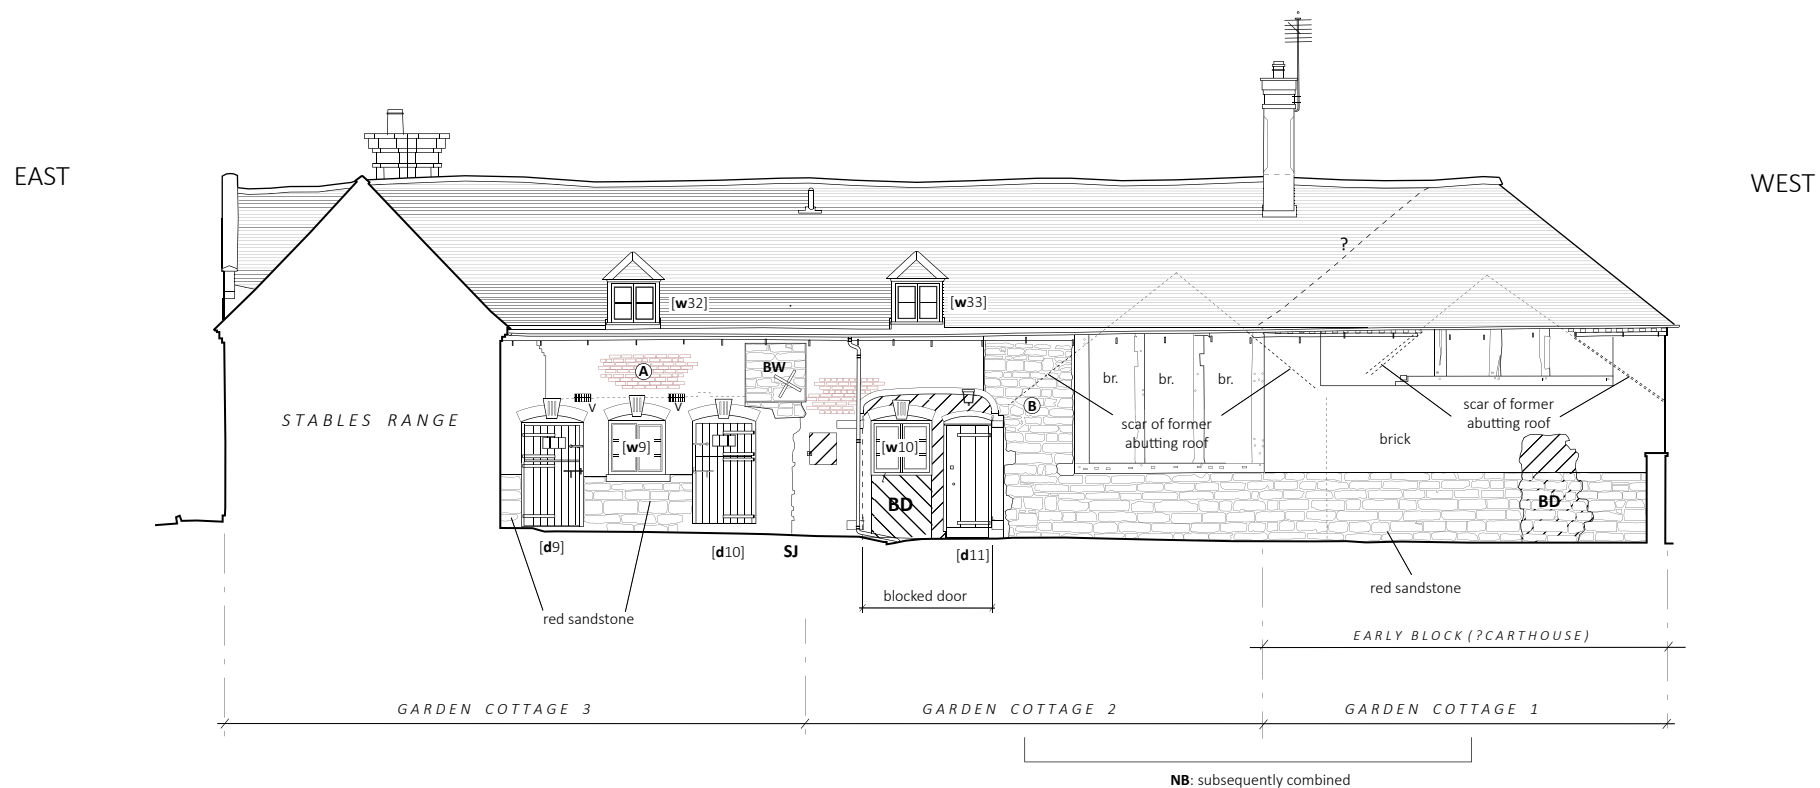 EAST
WEST
?
[w32]
[w33]
A
BW
V
V
STABLES RANGE
[w9]
[w10]
B
br.
br.
br.
scar of former
abutting roof
scar of former
abutting roof
brick
BD
BD
[d9]
[d10]
SJ
[d11]
blocked door
red sandstone
red sandstone
EARLY BLOCK (?CARTHOUSE)
GARDEN COTTAGE 3
GARDEN COTTAGE 2
GARDEN COTTAGE 1
NB: subsequently combined